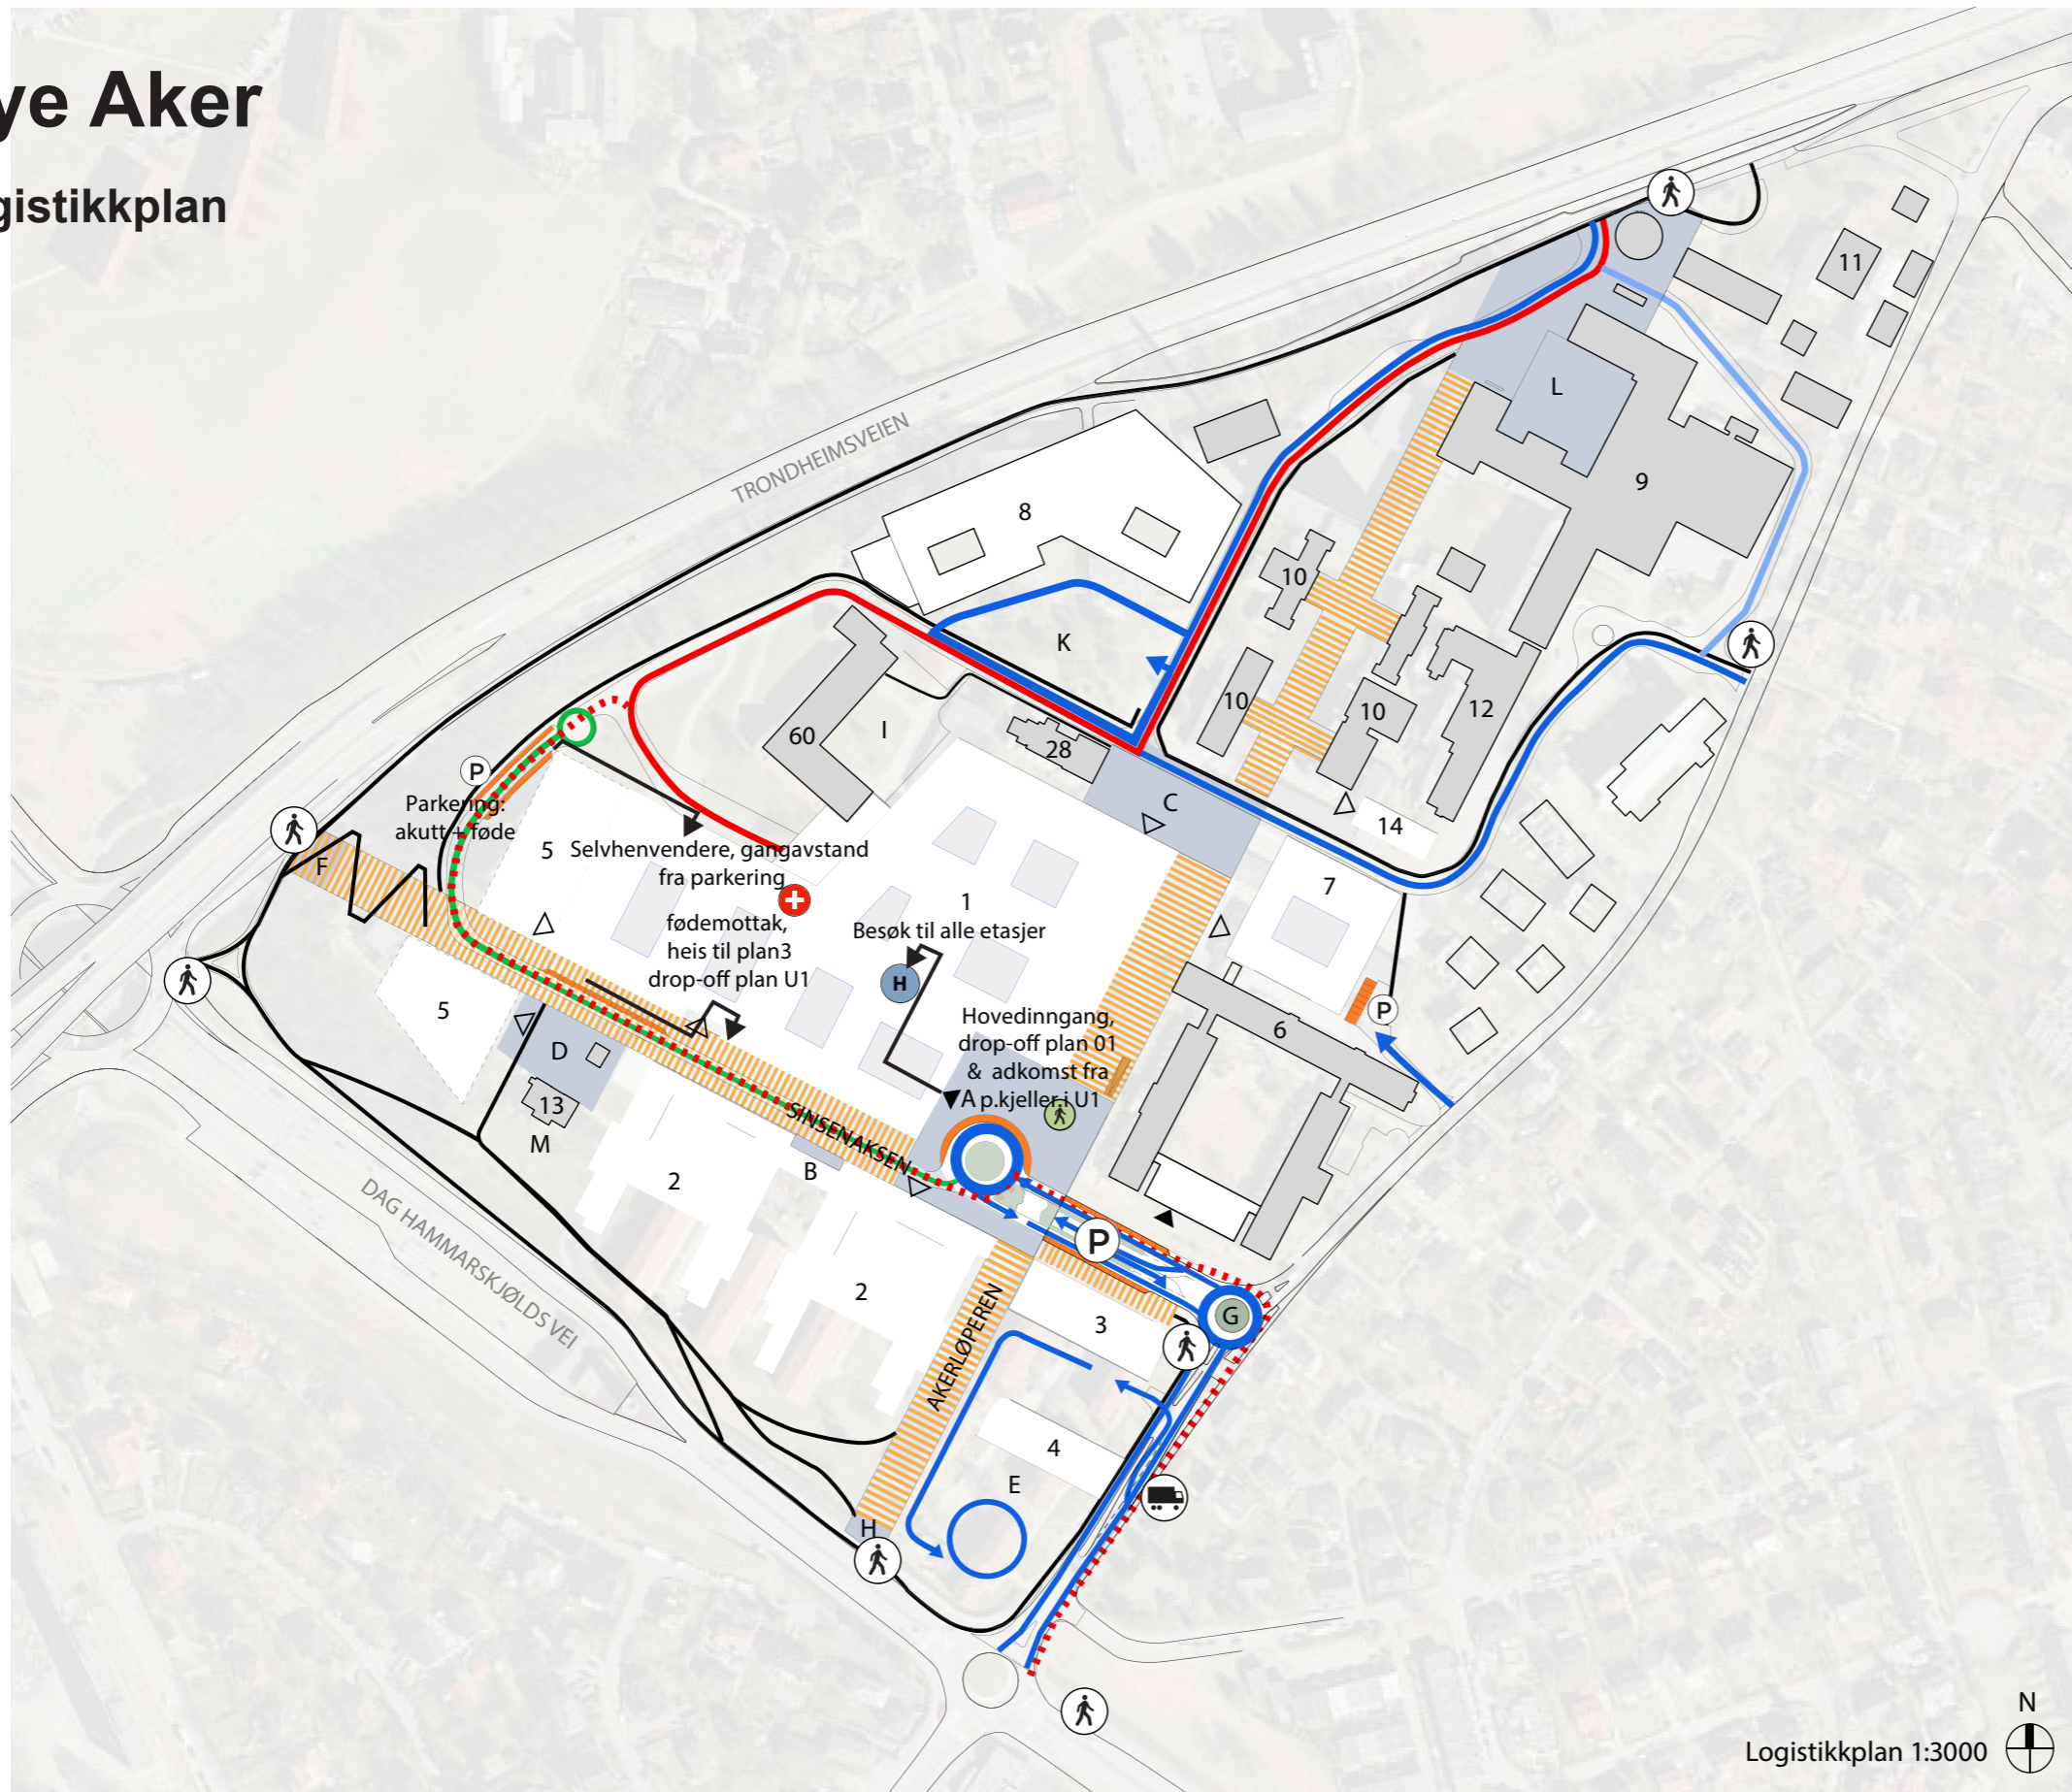 ye Aker
gistikkplan
11
L
TRONDHEIMSVEIEN
9
8
10
K
10
10
12
60
I
28
P
C
Parkering:
akutt + føde
14
5
Selvhenvendere, gangavstand
fra parkering
F
7
1
fødemottak,
heis til plan3
drop-off plan U1
Besøk til alle etasjer
H
5
P
Hovedinngang,
drop-off plan 01
& adkomst fra
A p.kjeller i U1
6
D
13
M
SINSENAKSEN
B
2
DAG HAMMARSKJØLDS VEI
P
2
G
3
AKERLØPEREN
4
E
H
N
Logistikkplan 1:3000